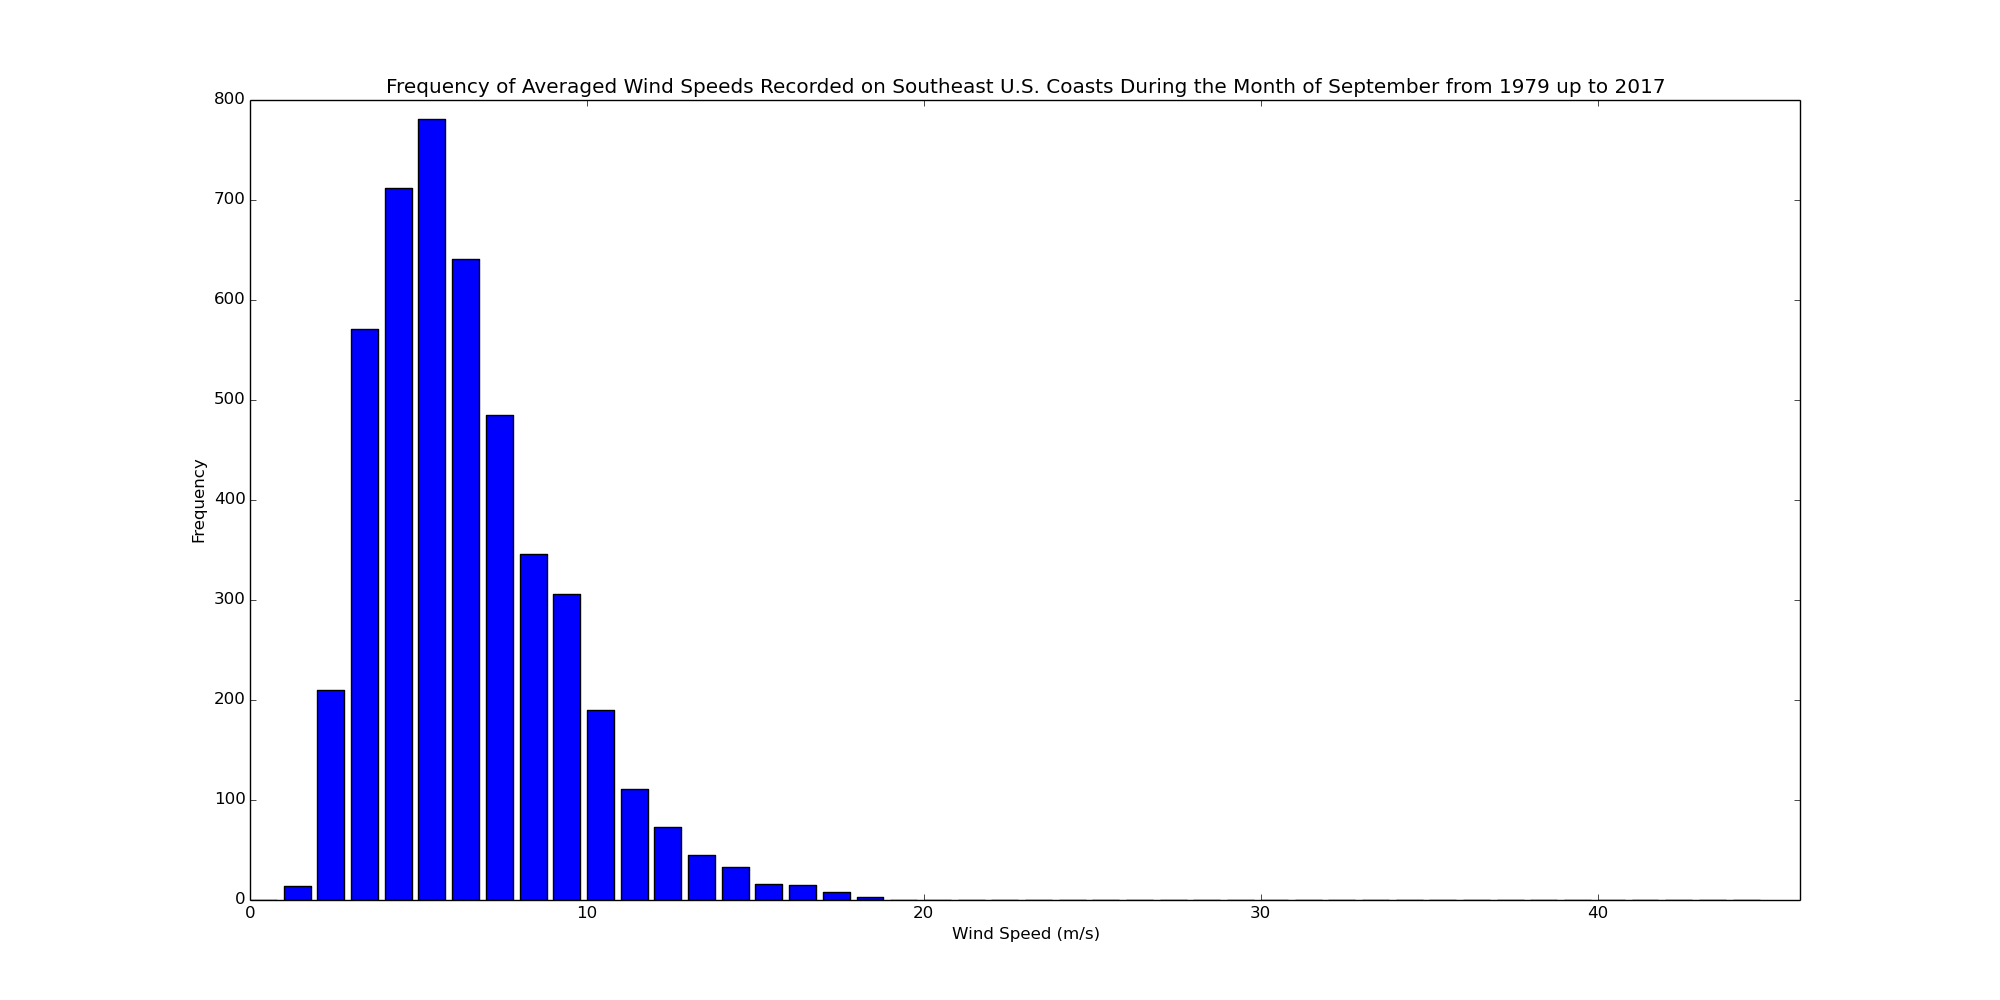 Frequency of Averaged Wind Speeds Recorded on Southeast U.S. Coasts During the Month of September from 1979 up to 2017
800
700
600
500
400
300
200
100
0
Frequency
0 10 20 30 40
Wind Speed (m/s)